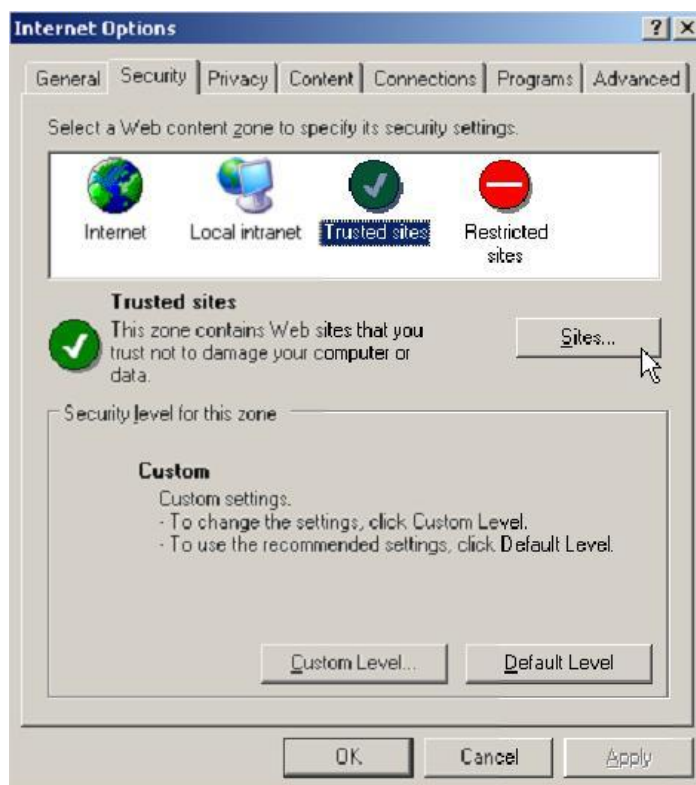 Internet Options
General Security Privacy Content Connections Programs Advanced
Select a Web content zone to specify its security settings.
Internet Local intranet Trusted sites Restricted
sites
Trusted sites
This zone contains Web sites that you
trust not to damage your computer or
data.
Sites...
Security level for this zone
Custom
Custom settings.
- To change the settings, click Custom Level.
- To use the recommended settings, click Default Level.
Custom Level... Default Level
OK Cancel Apply